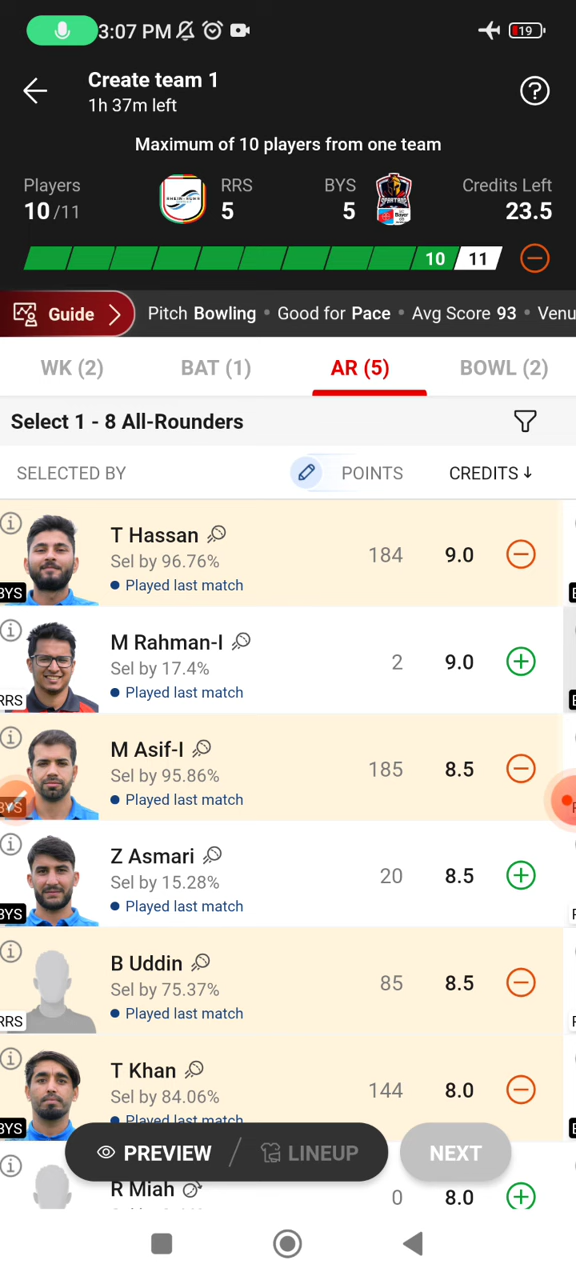 3:07 PM 19
Create team 1
1h 37m left
Maximum of 10 players from one team
Players RRS BYS Credits Left
10/11 5 5 23.5
10 11
Guide Pitch Bowling • Good for Pace • Avg Score 93 • Venu
WK (2) BAT (1) AR (5) BOWL (2)
Select 1 - 8 All-Rounders
SELECTED BY POINTS CREDITS↓
T Hassan
Sel by 96.76% 184 9.0
BYS • Played last match
M Rahman-I
Sel by 17.4% 2 9.0
RRS • Played last match
M Asif-I
Sel by 95.86% 185 8.5
BYS • Played last match
Z Asmari
Sel by 15.28% 20 8.5
BYS • Played last match
B Uddin
Sel by 75.37% 85 8.5
RRS • Played last match
T Khan
Sel by 84.06% 144 8.0
BYS • Played last match
PREVIEW / LINEUP NEXT
R Miah 0 8.0